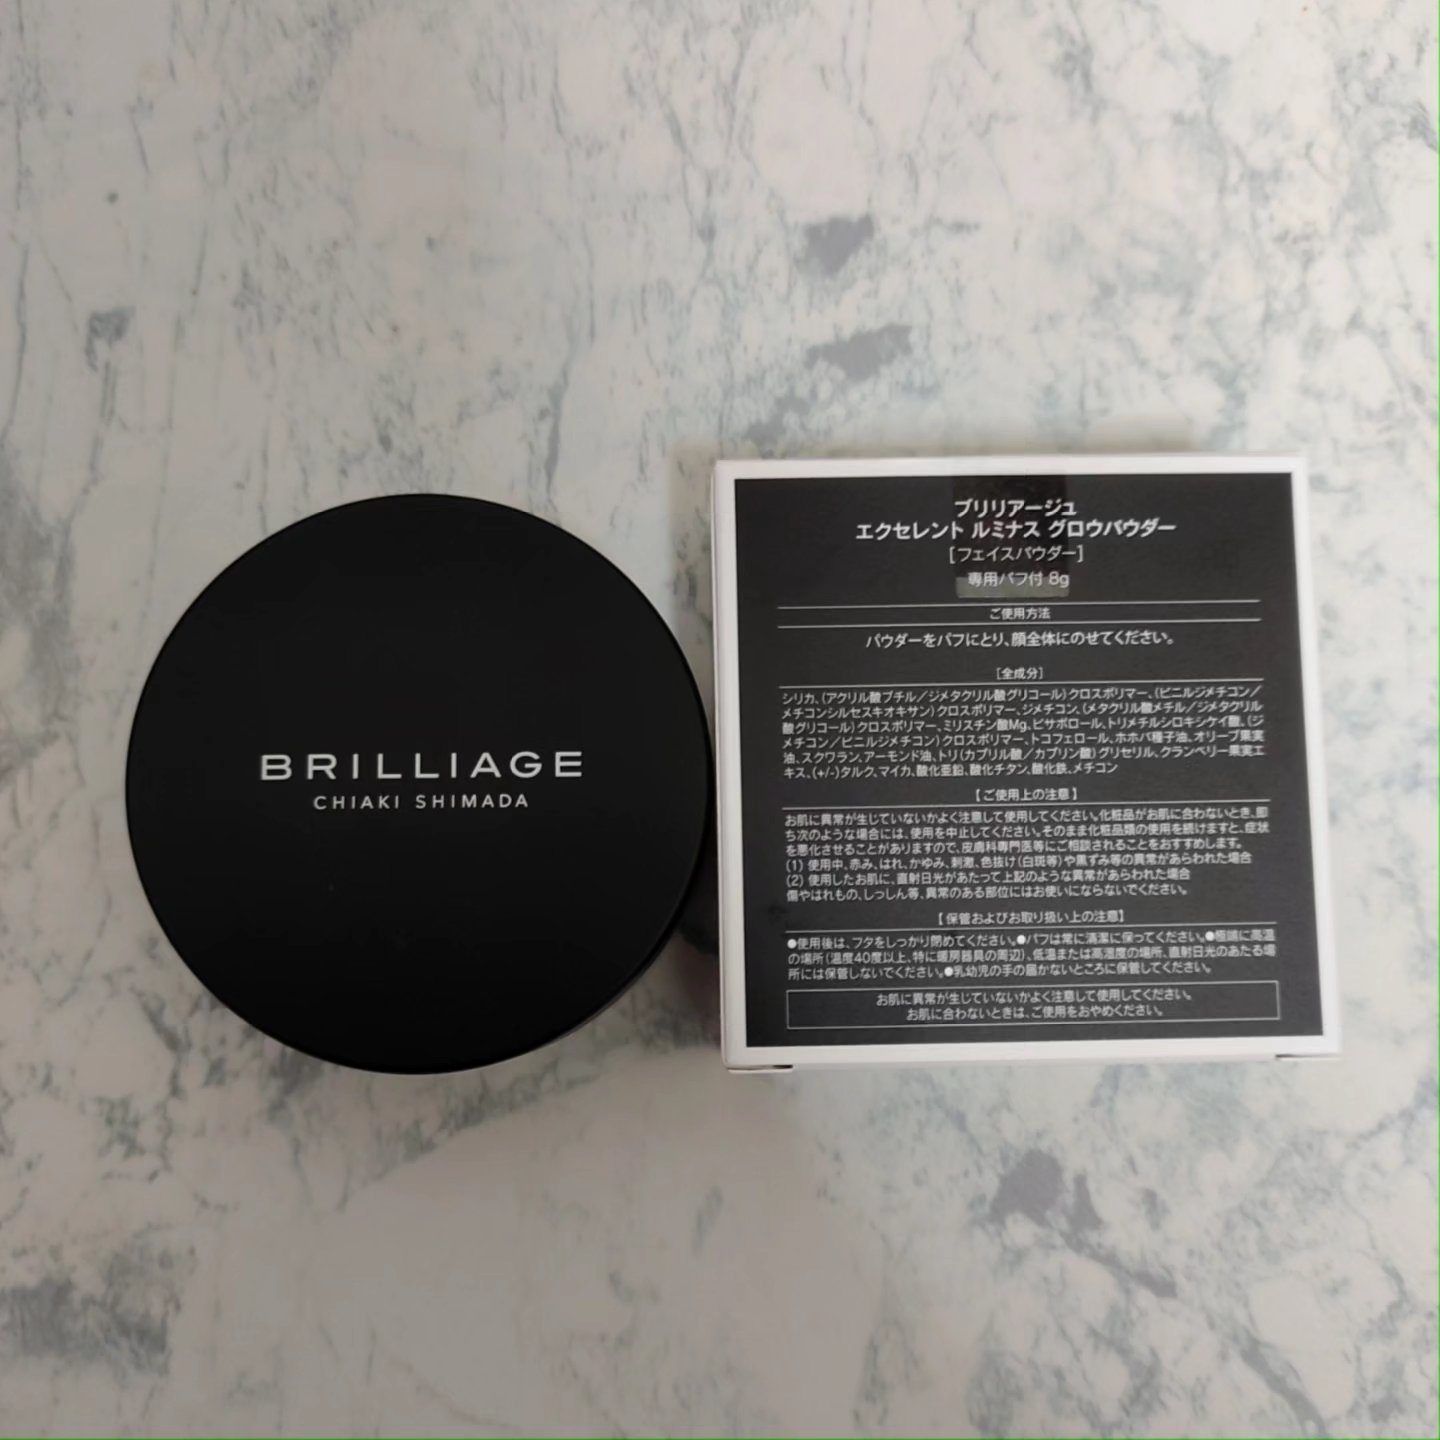 BRILLIAGE
CHIAKI SHIMADA
ブリリアージュ
エクセレント ルミナス グロウパウダー
[フェイスパウダー]
専用パフ付 8g
ご使用方法
パウダーをパフにとり、顔全体にのせてください。
[全成分]
シリカ、(アクリル酸ブチル/ジメタクリル酸グリコール)クロスポリマー、(ビニルジメチコン/
メチコンシルセスキオキサン)クロスポリマー、ジメチコン、(メタクリル酸メチル/ジメタクリル
酸グリコール)クロスポリマー、ミリスチン酸Mg、ビサボロール、トリメチルシロキシケイ酸、(ジ
メチコン/ビニルジメチコン)クロスポリマー、トコフェロール、ホホバ種子油、オリーブ果実
油、スクワラン、アーモンド油、トリ(カプリル酸/カプリン酸)グリセリル、クランベリー果実エ
キス、(+/-)タルク、マイカ、酸化亜鉛、酸化チタン、酸化鉄、メチコン
【ご使用上の注意】
お肌に異常が生じていないかよく注意して使用してください。化粧品がお肌に合わないとき、即
ち次のような場合には、使用を中止してください。そのまま化粧品類の使用を続けますと、症状
を悪化させることがありますので、皮膚科専門医等にご相談されることをおすすめします。
(1) 使用中、赤み、はれ、かゆみ、刺激、色抜け(白斑等)や黒ずみ等の異常があらわれた場合
(2) 使用したお肌に、直射日光があたって上記のような異常があらわれた場合
傷やはれもの、しっしん等、異常のある部位にはお使いにならないでください。
【保管およびお取り扱い上の注意】
●使用後は、フタをしっかり閉めてください。●パフは常に清潔に保ってください。●極端に高温
の場所(温度40度以上、特に暖房器具の周辺)、低温または高湿度の場所、直射日光のあたる場
所には保管しないでください。●乳幼児の手の届かないところに保管してください。
お肌に異常が生じていないかよく注意して使用してください。
お肌に合わないときは、ご使用をおやめください。